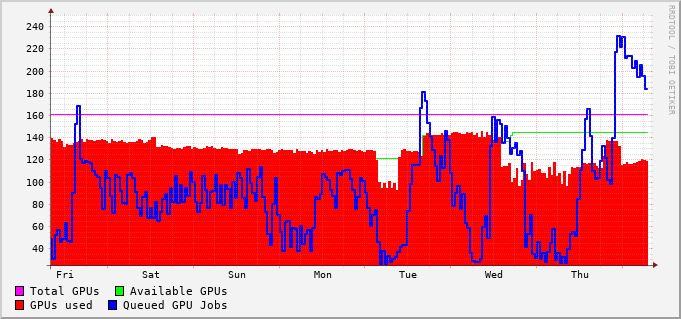 240
220
200
180
160
140
120
100
80
60
40
Fri Sat Sun Mon Tue Wed Thu
Total GPUs Available GPUs
GPUs used Queued GPU Jobs
RRDTOOL / TOBI OETIKER